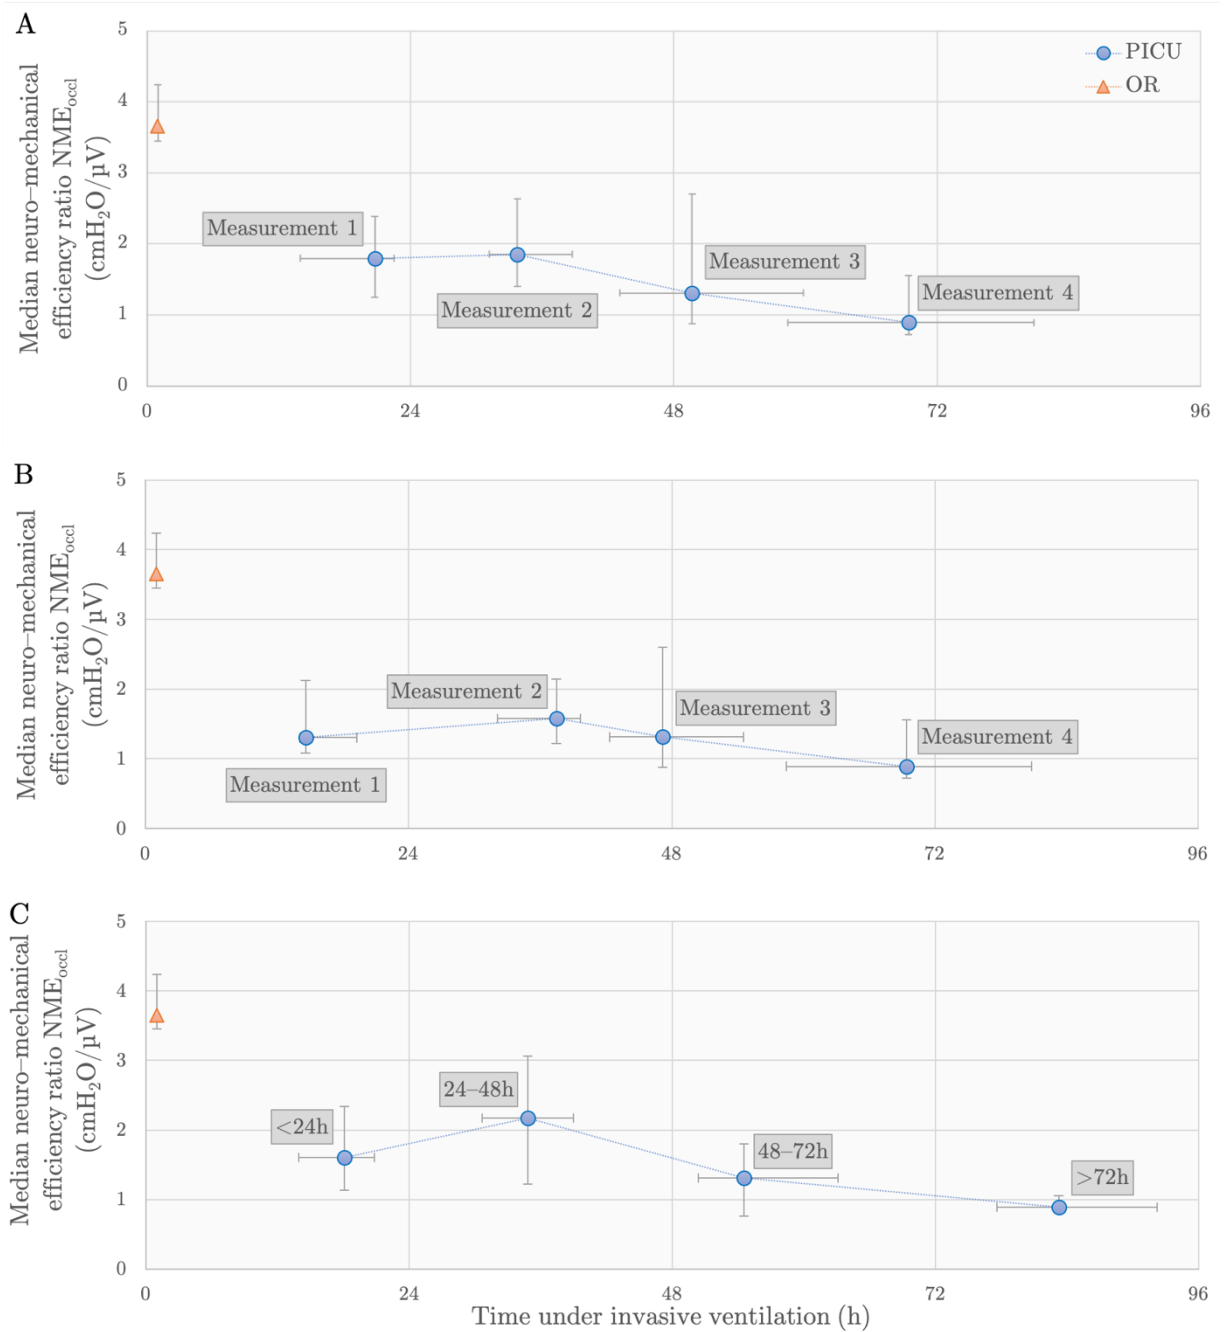 A
Median neuro–mechanical
efficiency ratio NMEoccl
(cmH2O/µV)
5
4
3
2
1
0
PICU
OR
Measurement 1
Measurement 2
Measurement 3
Measurement 4
0 24 48 72 96
B
Median neuro–mechanical
efficiency ratio NMEoccl
(cmH2O/µV)
5
4
3
2
1
0
Measurement 1
Measurement 2
Measurement 3
Measurement 4
0 24 48 72 96
C
Median neuro–mechanical
efficiency ratio NMEoccl
(cmH2O/µV)
5
4
3
2
1
0
<24h
24–48h
48–72h
>72h
0 24 48 72 96
Time under invasive ventilation (h)